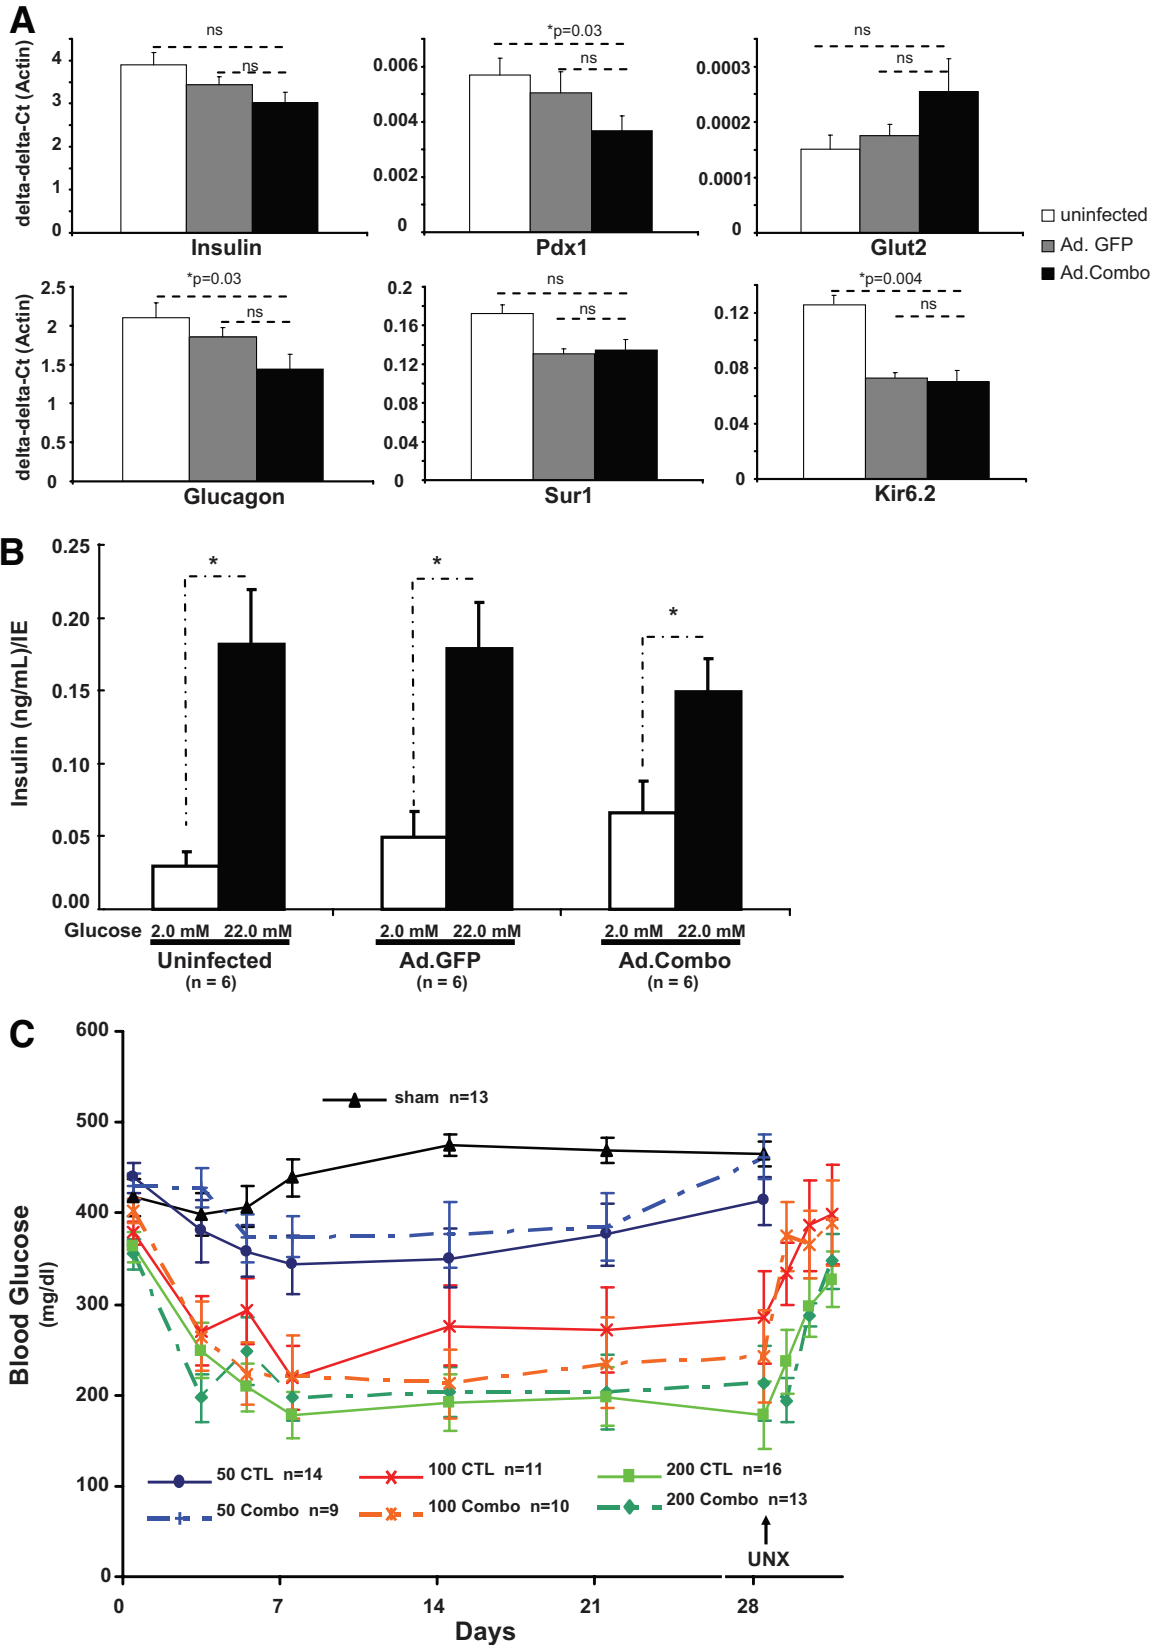 A
delta-delta-Ct (Actin)
ns
ns
4
3
2
1
0
Insulin
*p=0.03
ns
0.006
0.004
0.002
0
Pdx1
ns
ns
0.0003
0.0002
0.0001
0
Glut2
uninfected
Ad. GFP
Ad.Combo
delta-delta-Ct (Actin)
*p=0.03
ns
2.5
2
1.5
1
0.5
0
Glucagon
ns
ns
0.2
0.16
0.12
0.08
0.04
0
Sur1
*p=0.004
ns
0.12
0.08
0.04
0
Kir6.2
B
Insulin (ng/mL)/IE
0.25
0.20
0.15
0.10
0.05
0.00
*
*
*
Glucose 2.0 mM 22.0 mM 2.0 mM 22.0 mM 2.0 mM 22.0 mM
Uninfected Ad.GFP Ad.Combo
(n = 6) (n = 6) (n = 6)
C
Blood Glucose
(mg/dl)
600
500
400
300
200
100
0
sham n=13
50 CTL n=14 100 CTL n=11 200 CTL n=16
50 Combo n=9 100 Combo n=10 200 Combo n=13
UNX
0 7 14 21 28
Days